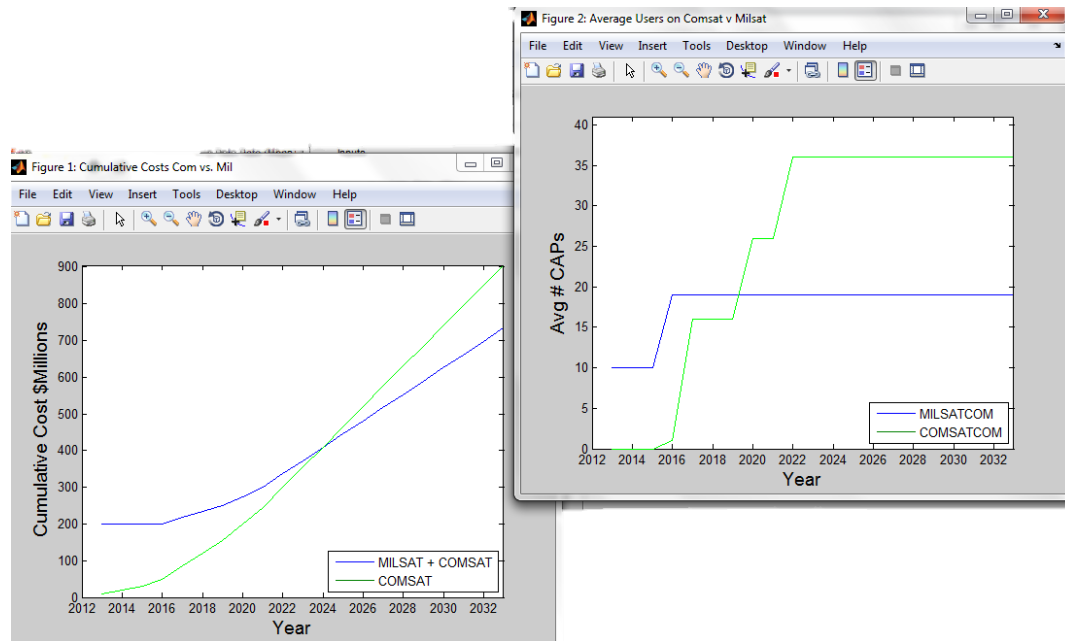 Figure 2: Average Users on Comsat v Milsat
File Edit View Insert Tools Desktop Window Help
40
35
30
25
20
15
10
5
0
Avg # CAPs
2012 2014 2016 2018 2020 2022 2024 2026 2028 2030 2032
Year
MILSATCOM
COMSATCOM
Figure 1: Cumulative Costs Com vs. Mil
File Edit View Insert Tools Desktop Window Help
900
800
700
600
500
400
300
200
100
0
Cumulative Cost $Millions
2012 2014 2016 2018 2020 2022 2024 2026 2028 2030 2032
Year
MILSAT + COMSAT
COMSAT